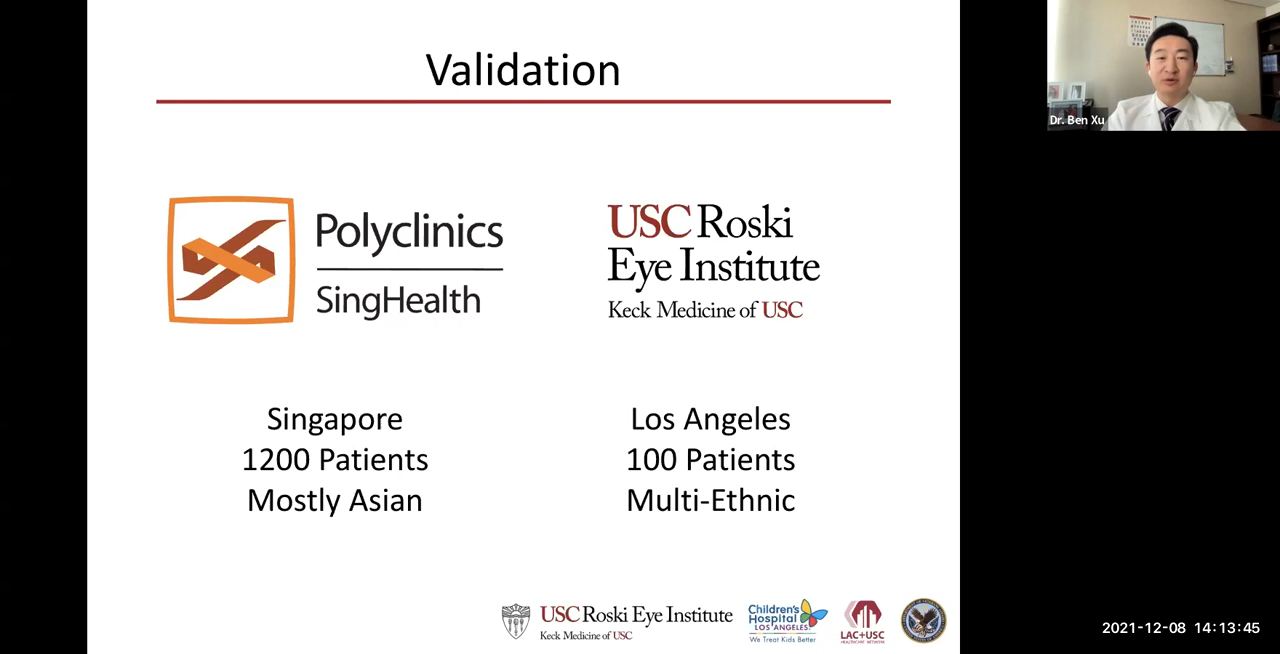 Validation
Polyclinics
SingHealth
USC Roski
Eye Institute
Keck Medicine of USC
Singapore
1200 Patients
Mostly Asian
Los Angeles
100 Patients
Multi-Ethnic
USC Roski Eye Institute
Keck Medicine of USC
Children's
Hospital
LOS ANGELES
We Treat Kids Better
LAC+USC
HEALTHCARE NETWORK
Dr. Ben Xu
2021-12-08 14:13:45